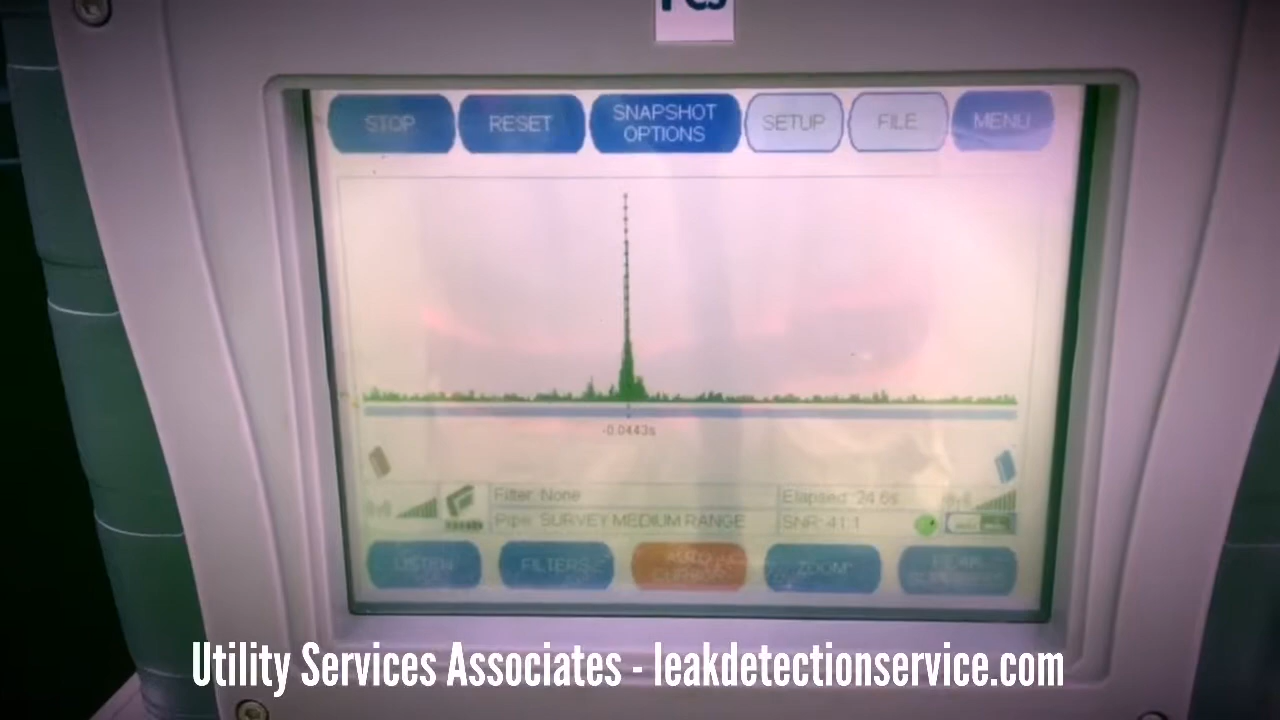 STOP
RESET
SNAPSHOT
OPTIONS
SETUP
FILE
MENU
-0.0443s
Filter: None
Elapsed: 24.6s
Pipe: SURVEY MEDIUM RANGE
SNR: 41:1
LISTEN
FILTERS
ZOOM
Utility Services Associates - leakdetectionservice.com